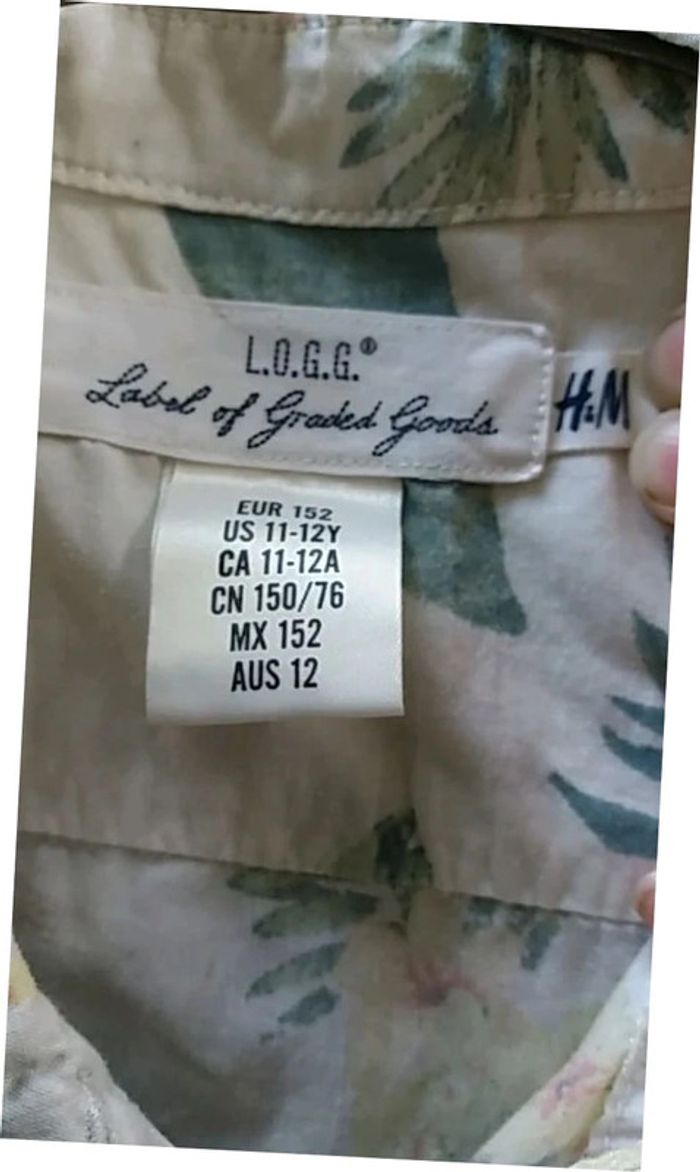 L.O.G.G.®
Label of Graded Goods
H&M
EUR 152
US 11-12Y
CA 11-12A
CN 150/76
MX 152
AUS 12